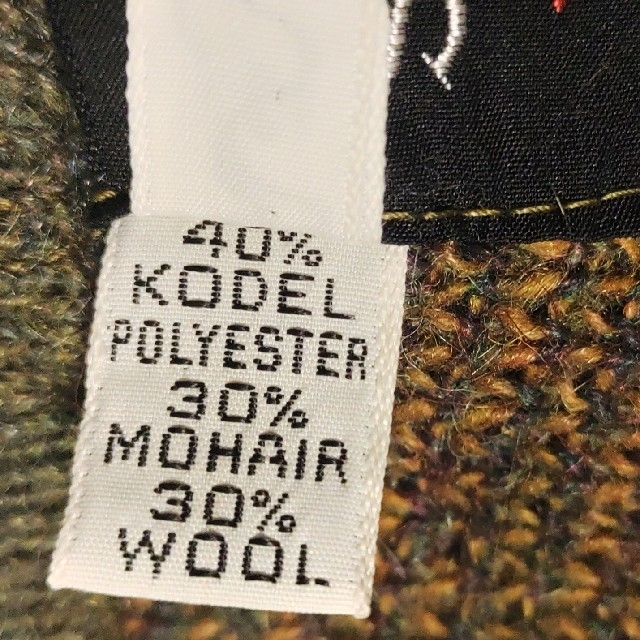 40%
KODEL
POLYESTER
30%
MOHAIR
30%
WOOL